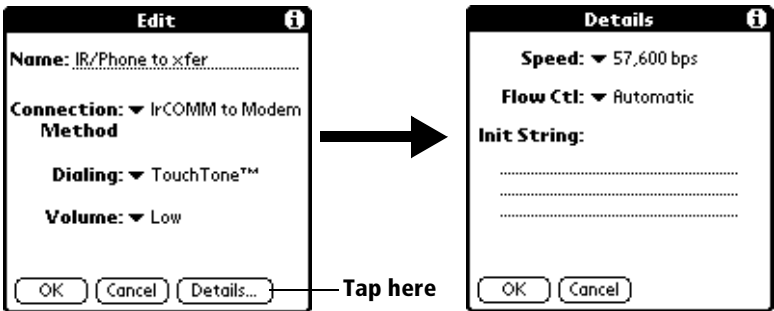 Edit
Name: IR/Phone to xfer
Connection: IrCOMM to Modem
Method
Dialing: TouchTone™
Volume: Low
OK Cancel Details...
Tap here
Details
Speed: 57,600 bps
Flow Ctl: Automatic
Init String:
OK Cancel